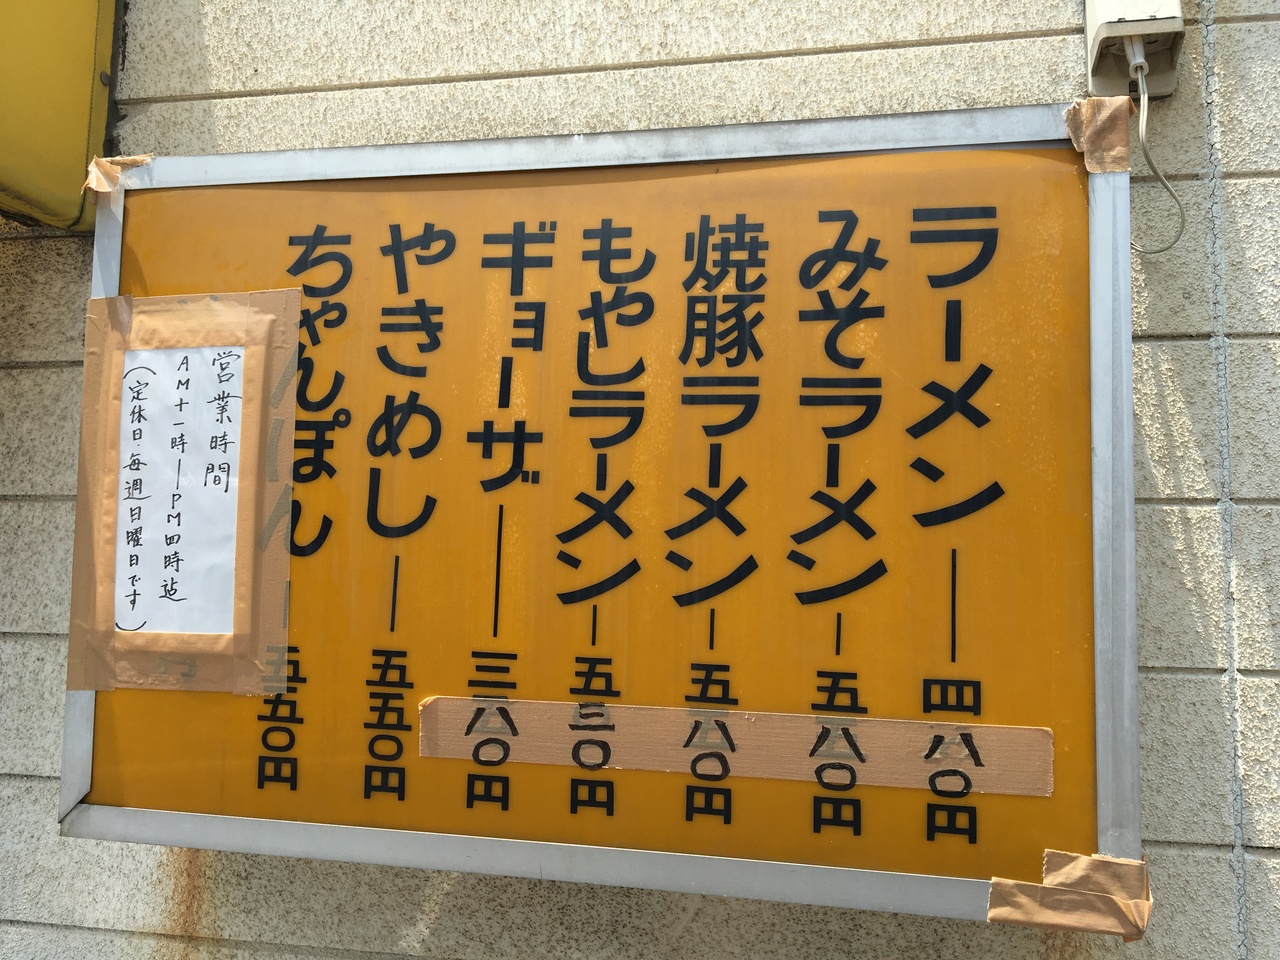 ラーメン―四八〇円
みそラーメン―五八〇円
焼豚ラーメン―五八〇円
もやしラーメン―五三〇円
ギョーザ―三八〇円
やきめし―五五〇円
ちゃんぽん―五五〇円
営業時間
AM十一時―PM四時迠
(定休日・毎週日曜日です)